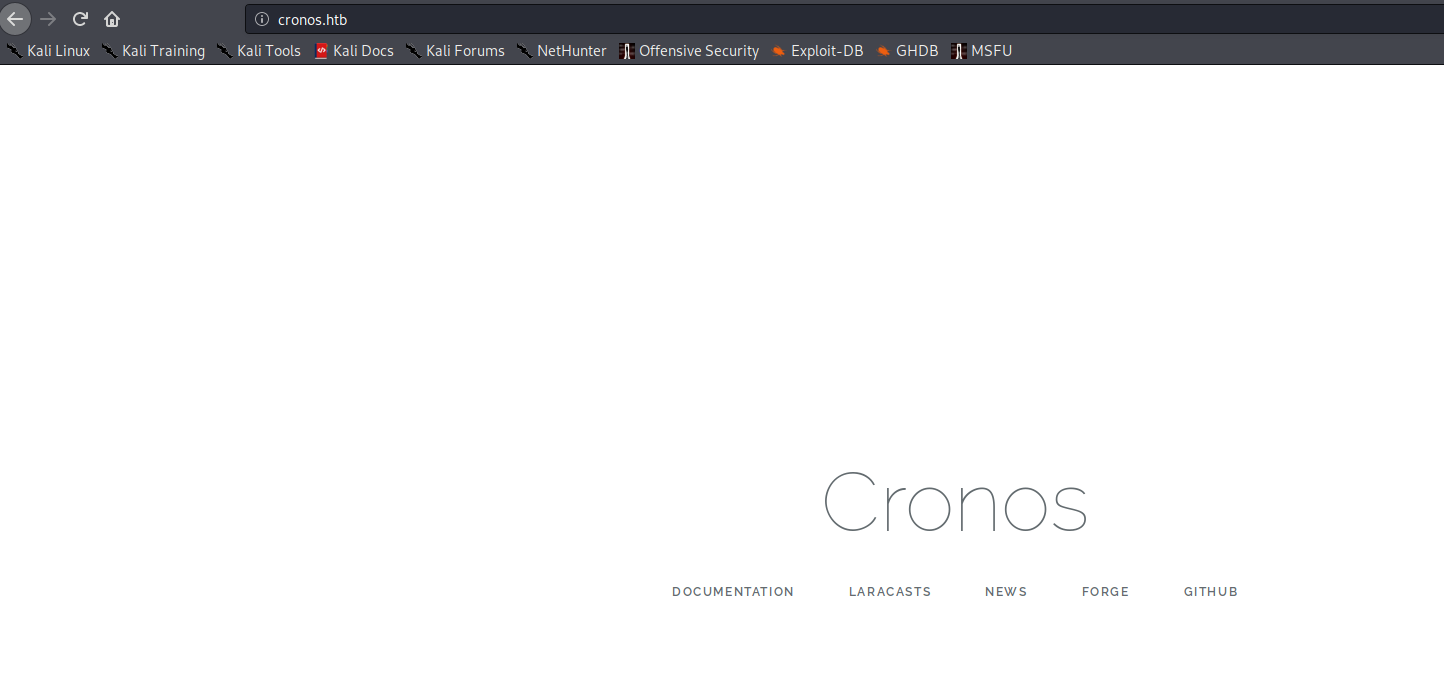 cronos.htb
Kali Linux Kali Training Kali Tools Kali Docs Kali Forums NetHunter Offensive Security Exploit-DB GHDB MSFU
Cronos
DOCUMENTATION LARACASTS NEWS FORGE GITHUB